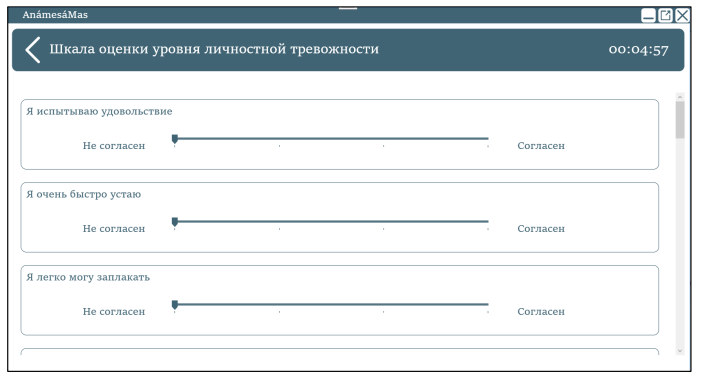 AnámesáMas
Шкала оценки уровня личностной тревожности 00:04:57
Я испытываю удовольствие
Не согласен Согласен
Я очень быстро устаю
Не согласен Согласен
Я легко могу заплакать
Не согласен Согласен